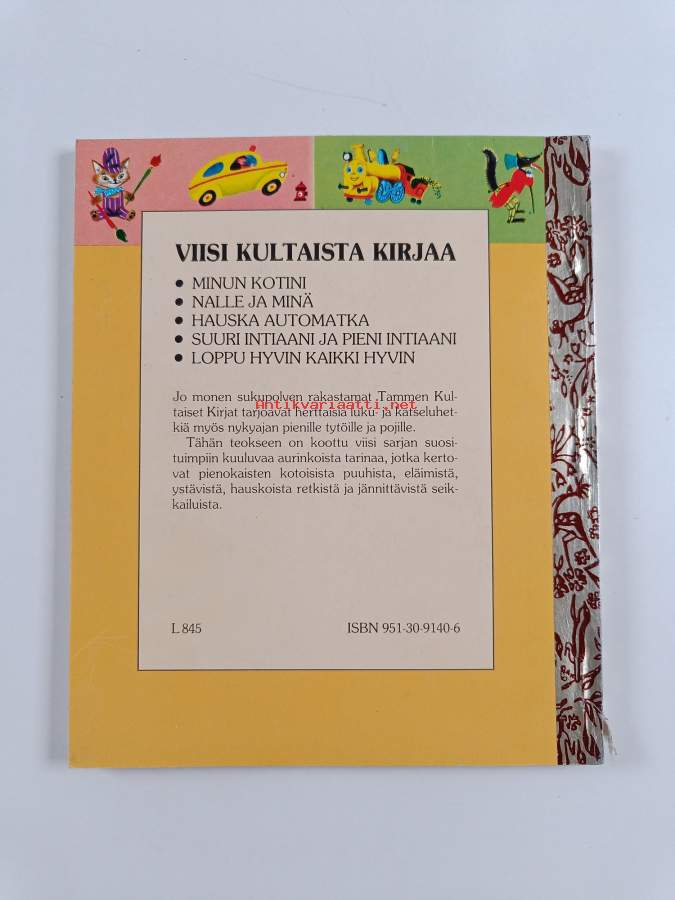 VIISI KULTAISTA KIRJAA
• MINUN KOTINI
• NALLE JA MINÄ
• HAUSKA AUTOMATKA
• SUURI INTIAANI JA PIENI INTIAANI
• LOPPU HYVIN KAIKKI HYVIN
Jo monen sukupolven rakastamat Tammen Kul-
Antikvariaatti.net
taiset Kirjat tarjoavat herttaisia luku- ja katseluhet-
kiä myös nykyajan pienille tytöille ja pojille.
Tähän teokseen on koottu viisi sarjan suosi-
tuimpiin kuuluvaa aurinkoista tarinaa, jotka kerto-
vat pienokaisten kotoisista puuhista, eläimistä,
ystävistä, hauskoista retkistä ja jännittävistä seik-
kailuista.
L 845 ISBN 951-30-9140-6